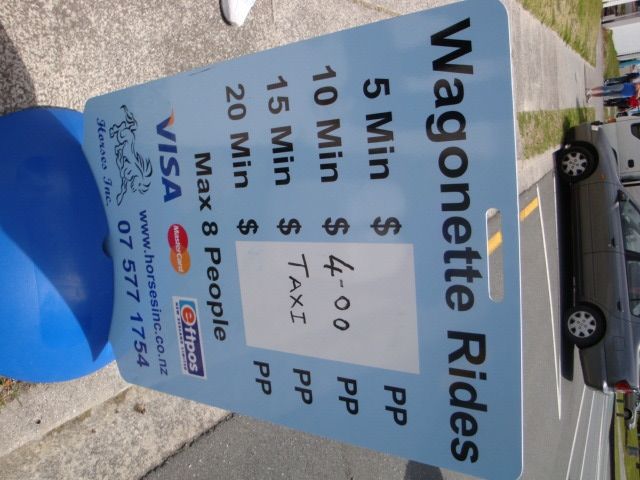 Wagonette Rides
5 Min $ PP
10 Min $ 4-00 PP
15 Min $ TAXI PP
20 Min $ PP
Max 8 People
VISA MasterCard eftpos
www.horsesinc.co.nz
Horses Inc. 07 577 1754